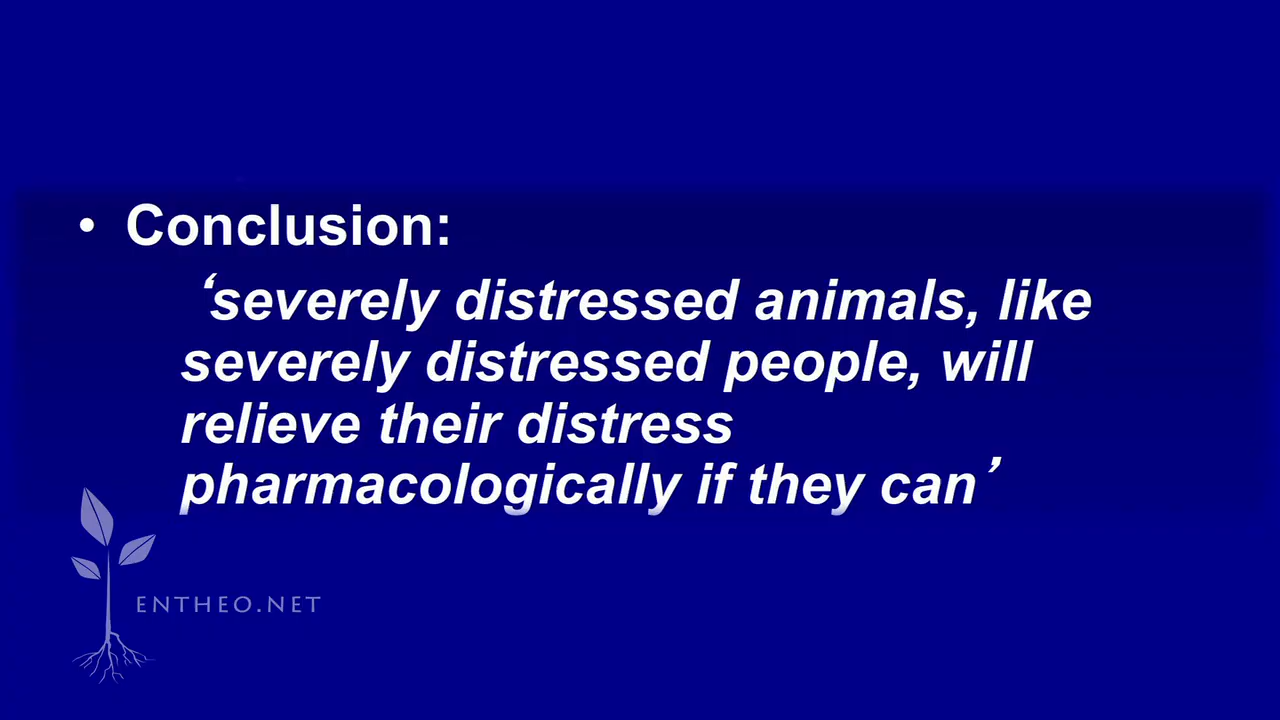 • Conclusion:
‘severely distressed animals, like
severely distressed people, will
relieve their distress
pharmacologically if they can’
ENTHEO.NET